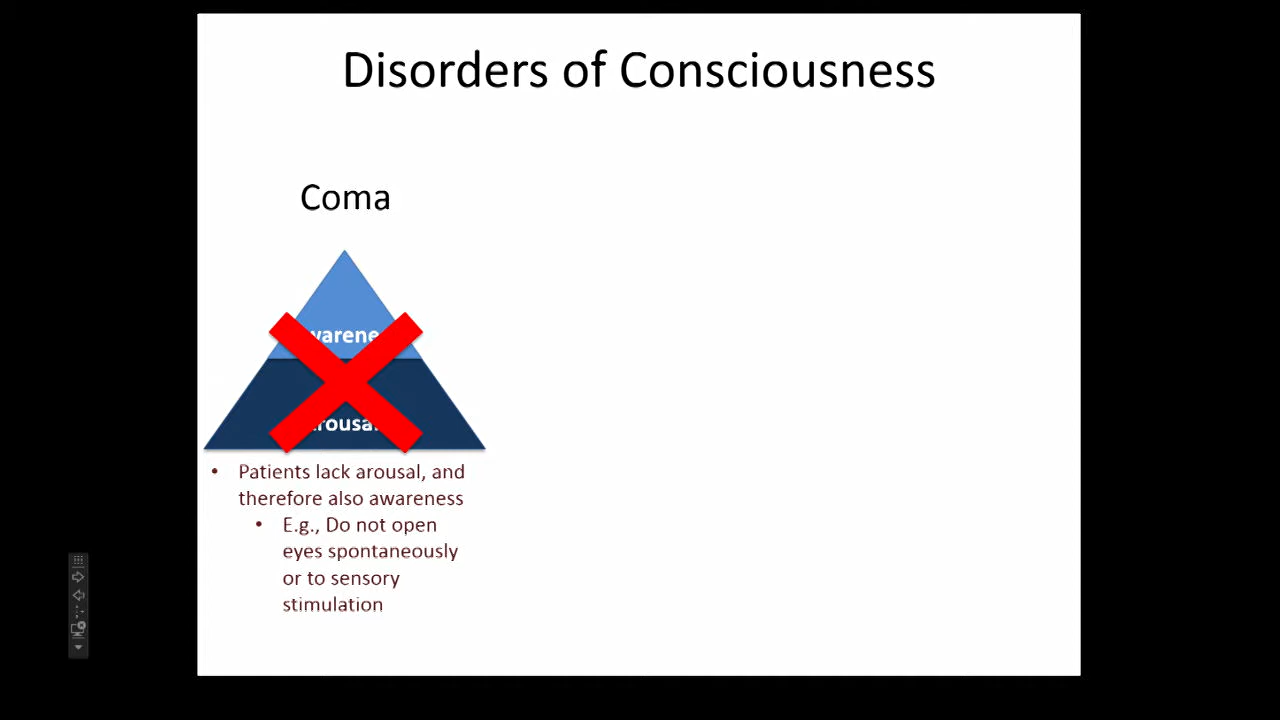 Disorders of Consciousness
Coma
• Patients lack arousal, and
therefore also awareness
• E.g., Do not open
eyes spontaneously
or to sensory
stimulation